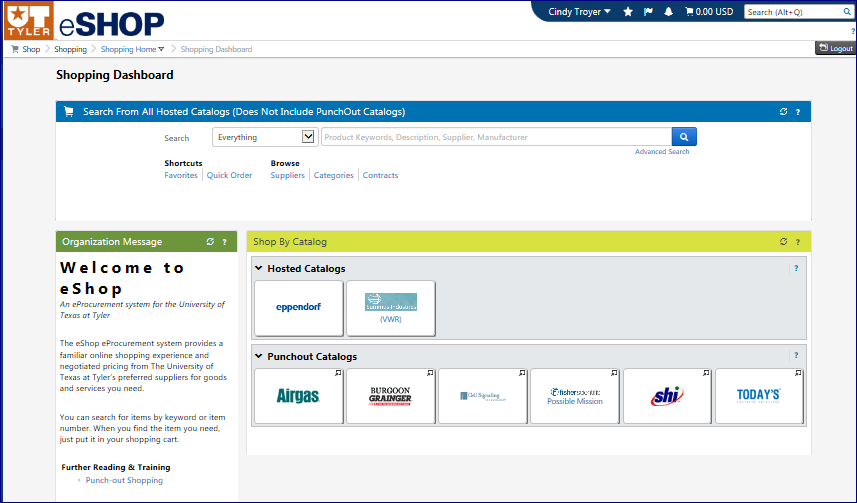 UT
TYLER
eSHOP
Cindy Troyer
0.00 USD
Search (Alt+Q)
?
Shop
Shopping
Shopping Home
Shopping Dashboard
Logout
Shopping Dashboard
Search From All Hosted Catalogs (Does Not Include PunchOut Catalogs)
?
Search
Everything
Product Keywords, Description, Supplier, Manufacturer
Advanced Search
Shortcuts
Browse
Favorites
Quick Order
Suppliers
Categories
Contracts
Organization Message
?
Welcome to
eShop
An eProcurement system for the University of
Texas at Tyler
The eShop eProcurement system provides a
familiar online shopping experience and
negotiated pricing from The University of
Texas at Tyler's preferred suppliers for goods
and services you need.
You can search for items by keyword or item
number. When you find the item you need,
just put it in your shopping cart.
Further Reading & Training
Punch-out Shopping
Shop By Catalog
?
Hosted Catalogs
?
eppendorf
Summus Industries
(VWR)
Punchout Catalogs
?
Airgas
BURGOON
GRAINGER
Cell Signaling
fisherscientific
Possible Mission
shi
TODAY'S